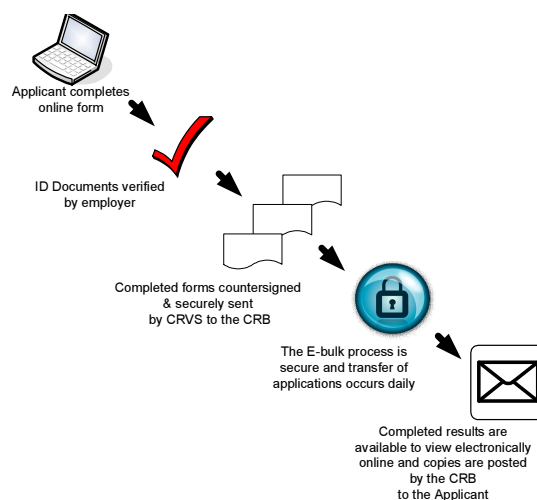 Applicant completes
online form
ID Documents verified
by employer
Completed forms countersigned
& securely sent
by CRVS to the CRB
The E-bulk process is
secure and transfer of
applications occurs daily
Completed results are
available to view electronically
online and copies are posted
by the CRB
to the Applicant